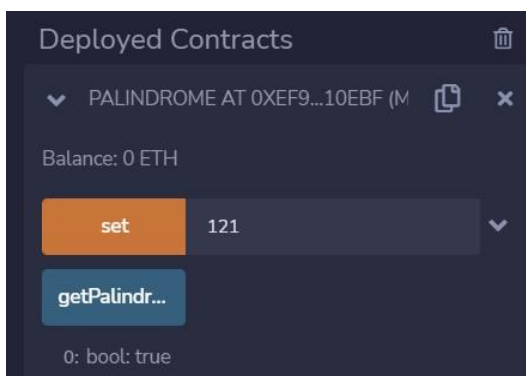 Deployed Contracts
PALINDROME AT 0XEF9...10EBF (M
Balance: 0 ETH
set 121
getPalindr...
0: bool: true